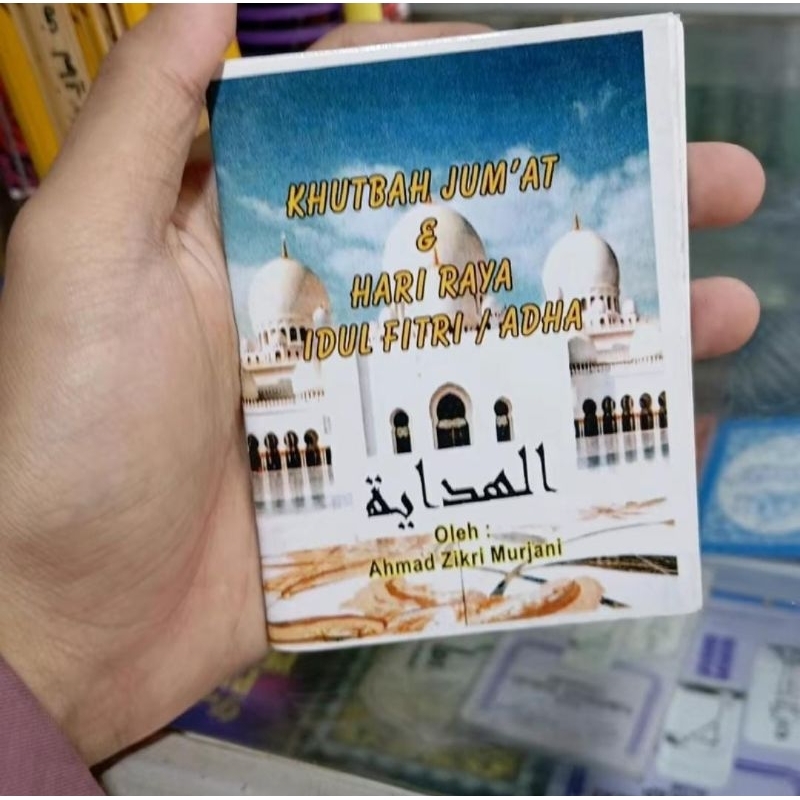 KHUTBAH JUM'AT
&
HARI RAYA
IDUL FITRI / ADHA
الهداية
Oleh :
Ahmad Zikri Murjani